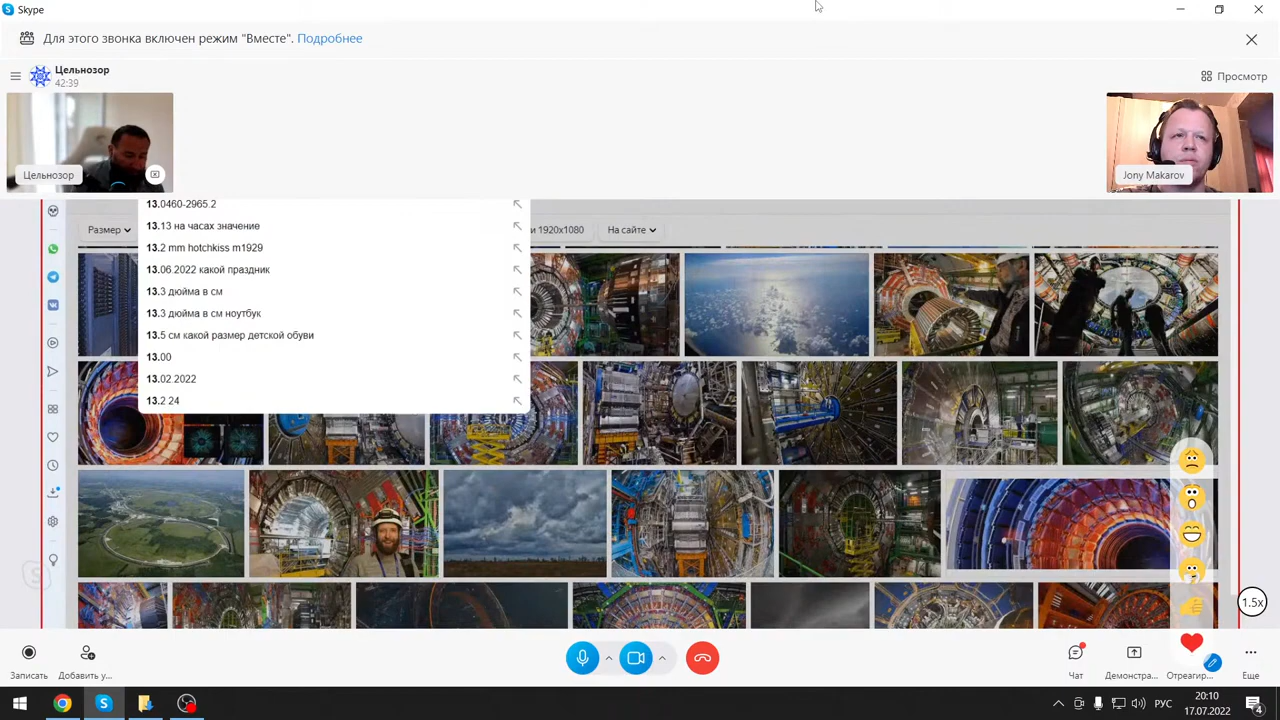 Skype
Для этого звонка включен режим "Вместе". Подробнее
Цельнозор
42:39
Просмотр
Цельнозор
Jony Makarov
13.0460-2965.2
13.13 на часах значение
13.2 mm hotchkiss m1929
13.06.2022 какой праздник
13.3 дюйма в см
13.3 дюйма в см ноутбук
13.5 см какой размер детской обуви
13.00
13.02.2022
13.2 24
Размер
и 1920x1080
На сайте
1.5x
Записать
Добавить у...
Чат
Демонстра...
Отреагир...
Еще
РУС
20:10
17.07.2022
4